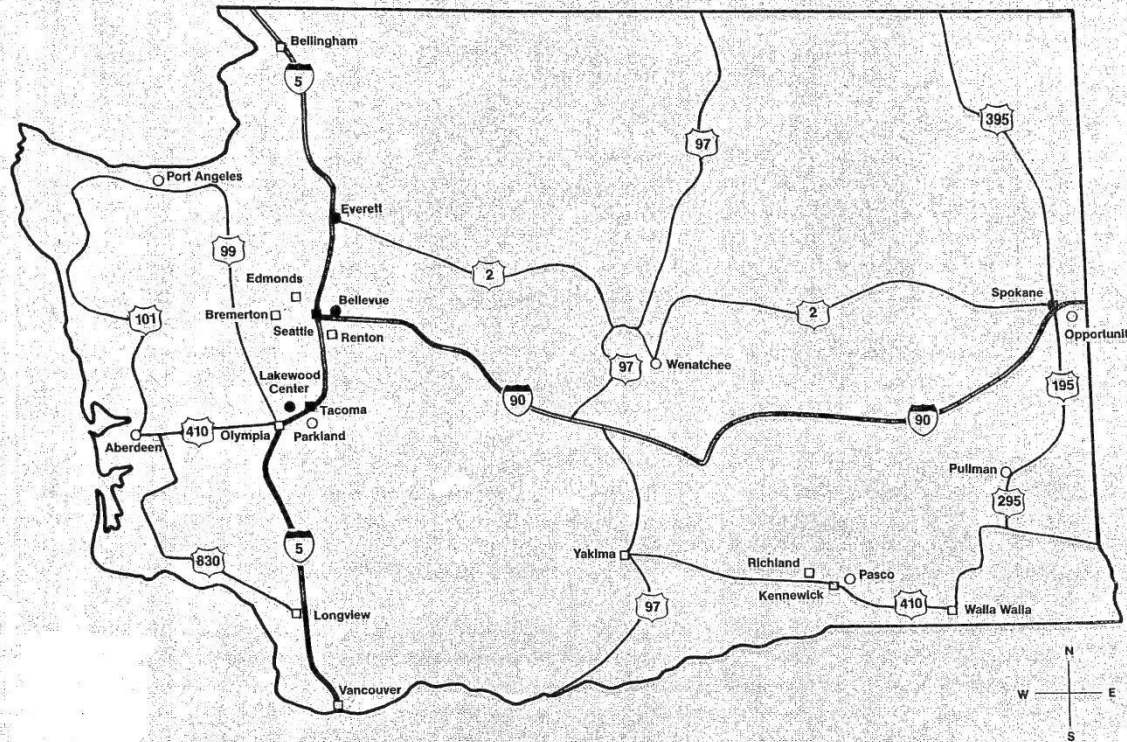 Bellingham
5
395
97
Port Angeles
Everett
99
2
Edmonds
Bellevue
101
Bremerton
Seattle
Renton
2
Spokane
Opportunit
97
Wenatchee
Lakewood
Center
90
195
Tacoma
90
410
Olympia
Parkland
Aberdeen
Pullman
295
5
830
Yakima
Richland
Pasco
Kennewick
97
410
Walla Walla
Longview
Vancouver
N
W
E
S